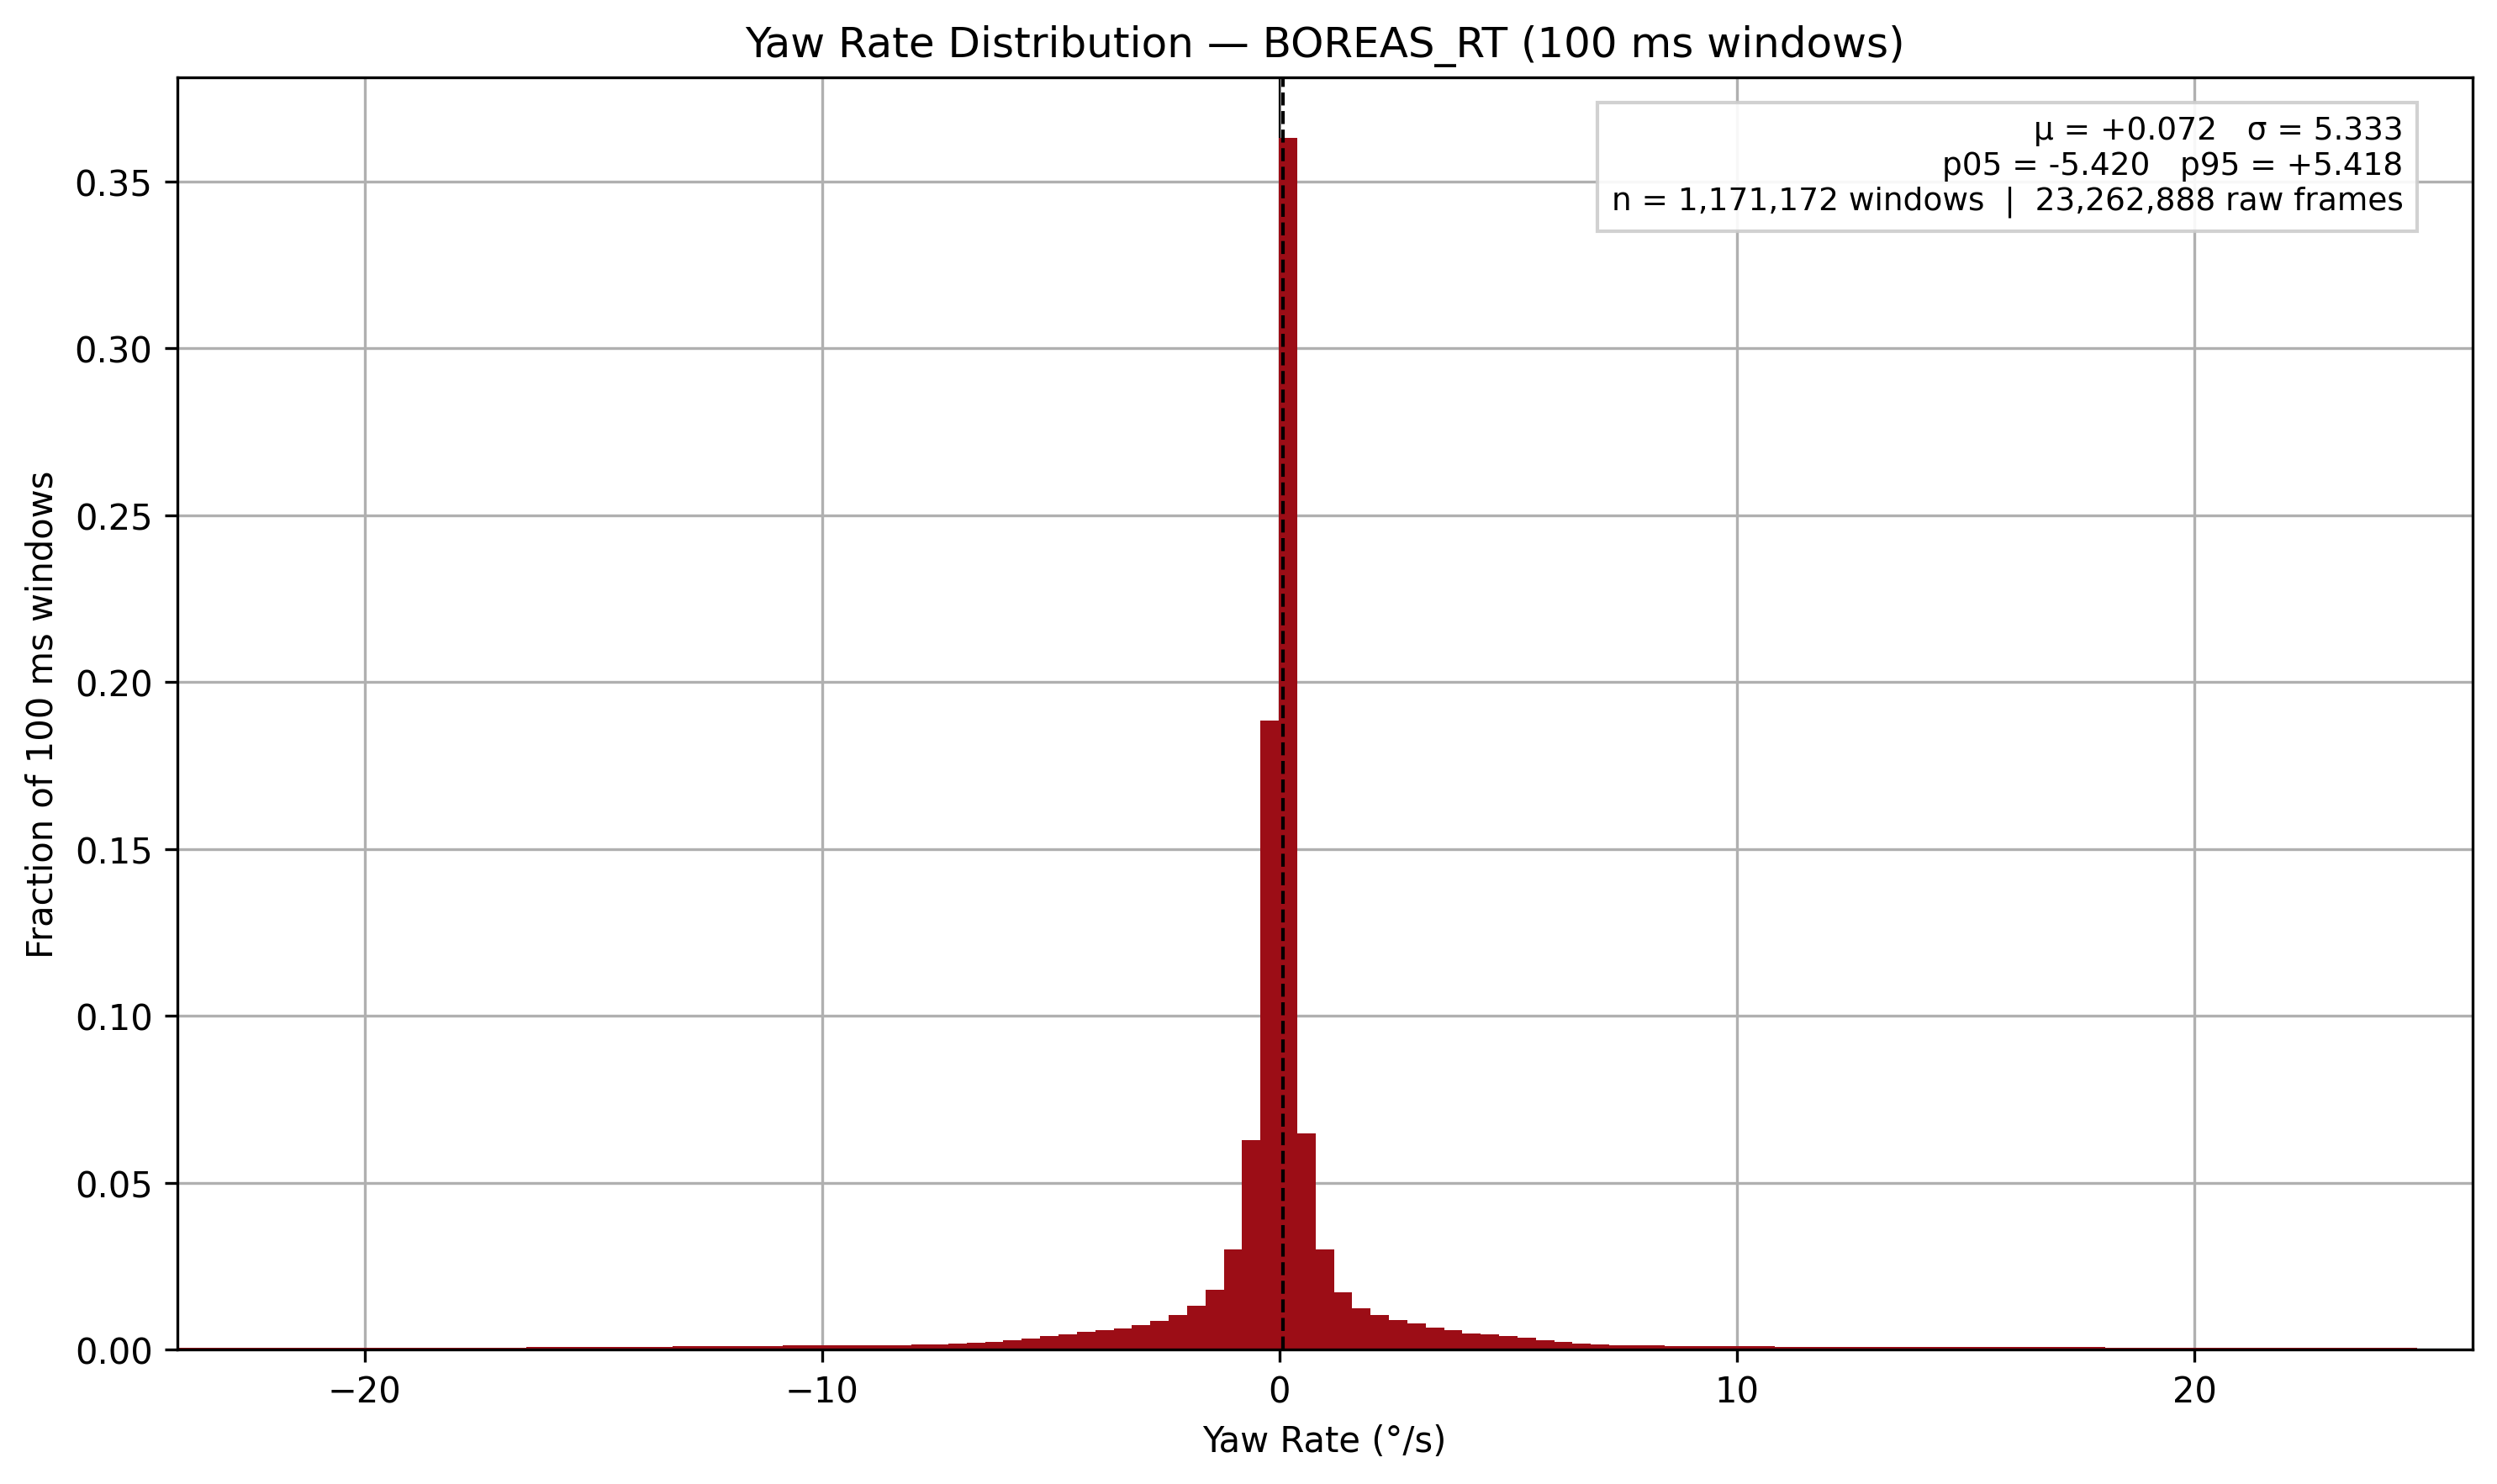 Yaw Rate Distribution — BOREAS_RT (100 ms windows)
μ = +0.072   σ = 5.333
p05 = -5.420   p95 = +5.418
n = 1,171,172 windows  |  23,262,888 raw frames
Fraction of 100 ms windows
0.35
0.30
0.25
0.20
0.15
0.10
0.05
0.00
−20
−10
0
10
20
Yaw Rate (°/s)